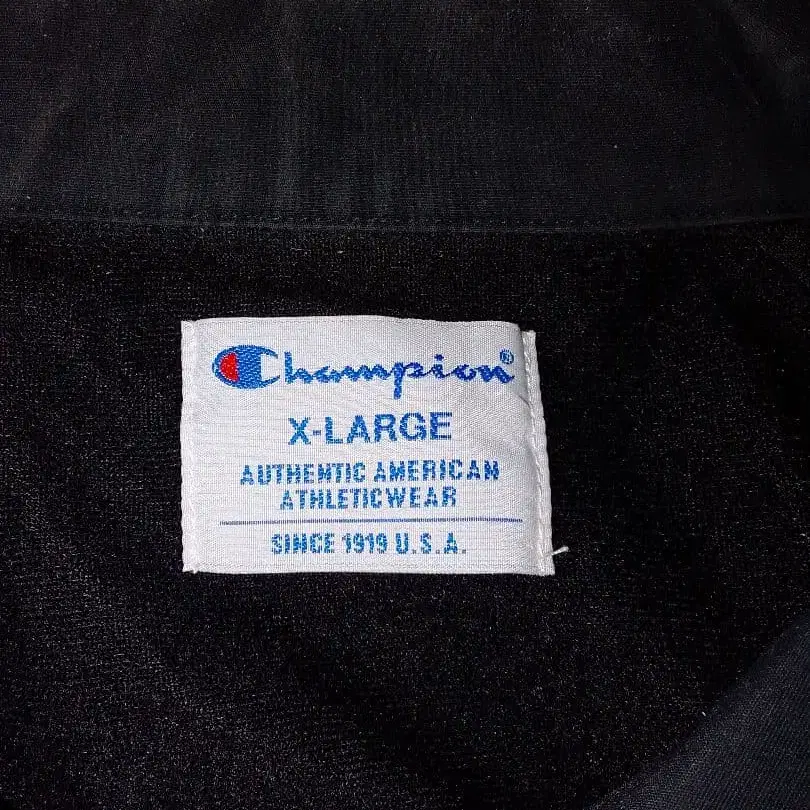 Champion®
X-LARGE
AUTHENTIC AMERICAN
ATHLETICWEAR
SINCE 1919 U.S.A.